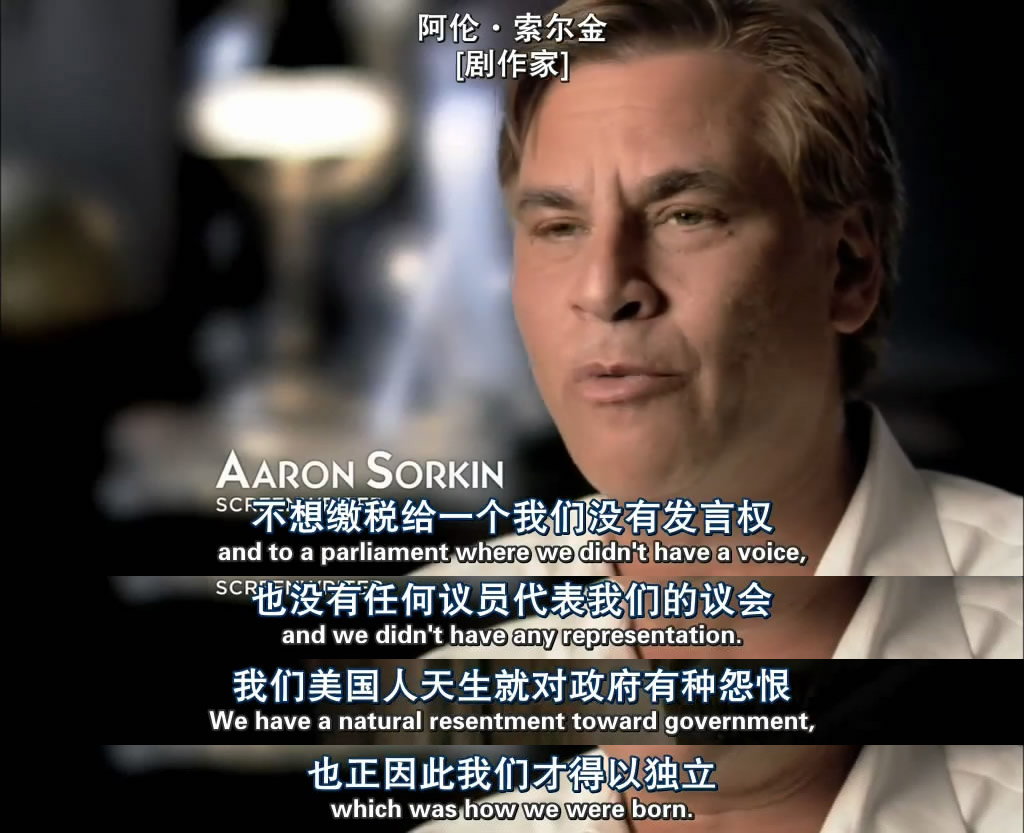 阿伦·索尔金
[剧作家]
AARON SORKIN
SCREENWRITER
不想缴税给一个我们没有发言权
and to a parliament where we didn't have a voice,
SCREENWRITER
也没有任何议员代表我们的议会
and we didn't have any representation.
我们美国人天生就对政府有种怨恨
We have a natural resentment toward government,
也正因此我们才得以独立
which was how we were born.